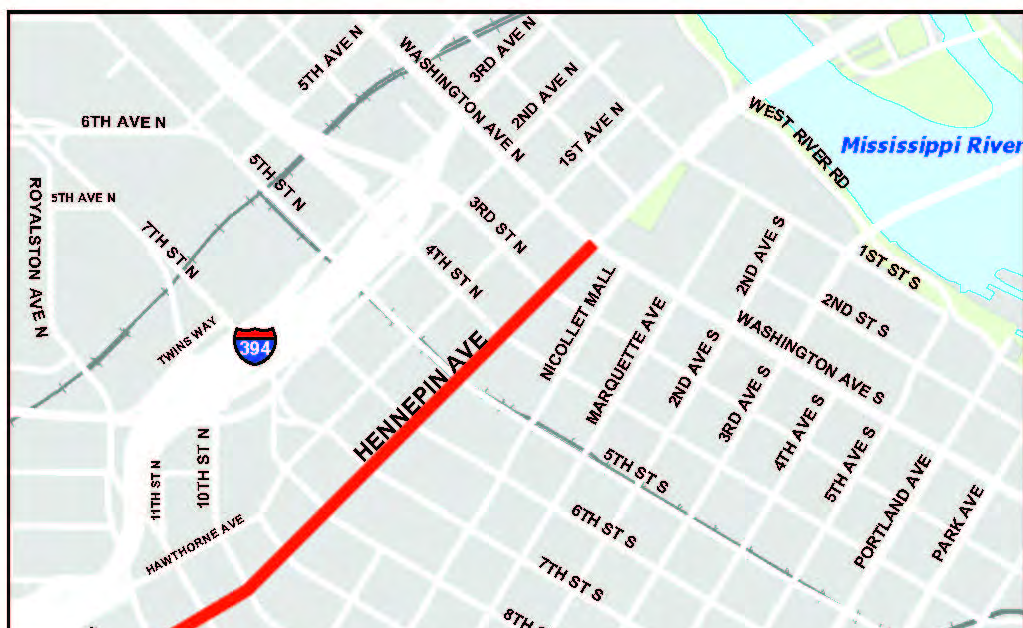 5TH AVE N
WASHINGTON AVE N
3RD AVE N
2ND AVE N
1ST AVE N
6TH AVE N
WEST RIVER RD
Mississippi River
5TH ST N
ROYALSTON AVE N
5TH AVE N
7TH ST N
3RD ST N
4TH ST N
2ND AVE S
1ST ST S
2ND ST S
TWINS WAY
394
HENNEPIN AVE
NICOLLET MALL
MARQUETTE AVE
2ND AVE S
WASHINGTON AVE S
3RD AVE S
4TH AVE S
5TH AVE S
PORTLAND AVE
PARK AVE
11TH ST N
10TH ST N
HAWTHORNE AVE
5TH ST S
6TH ST S
7TH ST S
8TH S